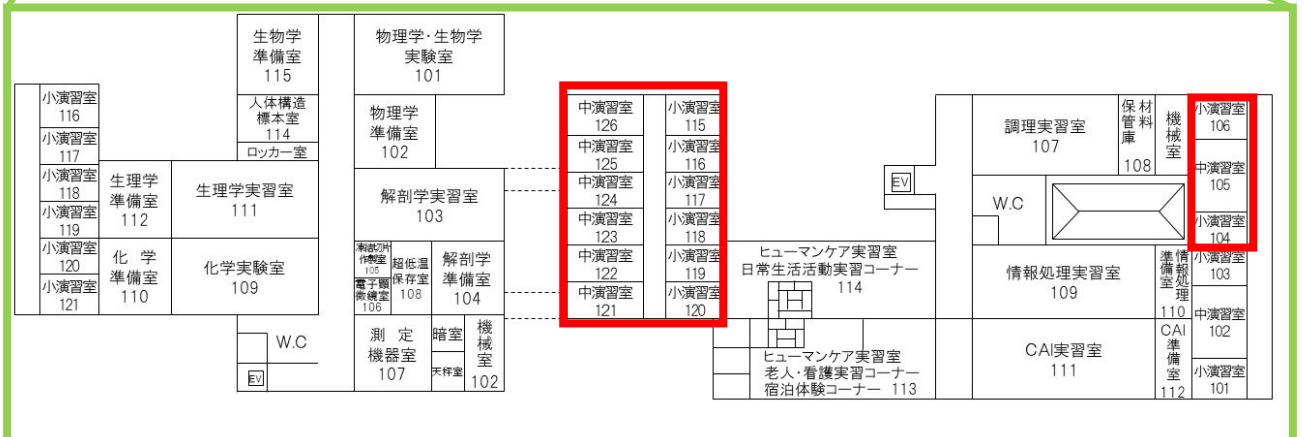 生物学
準備室
115
物理学・生物学
実験室
101
小演習室
116
小演習室
117
小演習室
118
小演習室
119
小演習室
120
小演習室
121
人体構造
標本室
114
ロッカー室
物理学
準備室
102
生理学
準備室
112
生理学実習室
111
解剖学実習室
103
化 学
準備室
110
化学実験室
109
凍結切片
作製室
105
電子顕
微鏡室
106
超低温
保存室
108
解剖学
準備室
104
W.C
EV
測 定
機器室
107
暗室
天秤室
機械室
102
中演習室
126
中演習室
125
中演習室
124
中演習室
123
中演習室
122
中演習室
121
小演習室
115
小演習室
116
小演習室
117
小演習室
118
小演習室
119
小演習室
120
EV
ヒューマンケア実習室
日常生活活動実習コーナー
114
ヒューマンケア実習室
老人・看護実習コーナー
宿泊体験コーナー 113
調理実習室
107
材料
保管庫
108
機械室
W.C
情報処理実習室
109
情報処理
準備室
110
CAI実習室
111
CAI
準備室
112
小演習室
106
中演習室
105
小演習室
104
小演習室
103
中演習室
102
小演習室
101